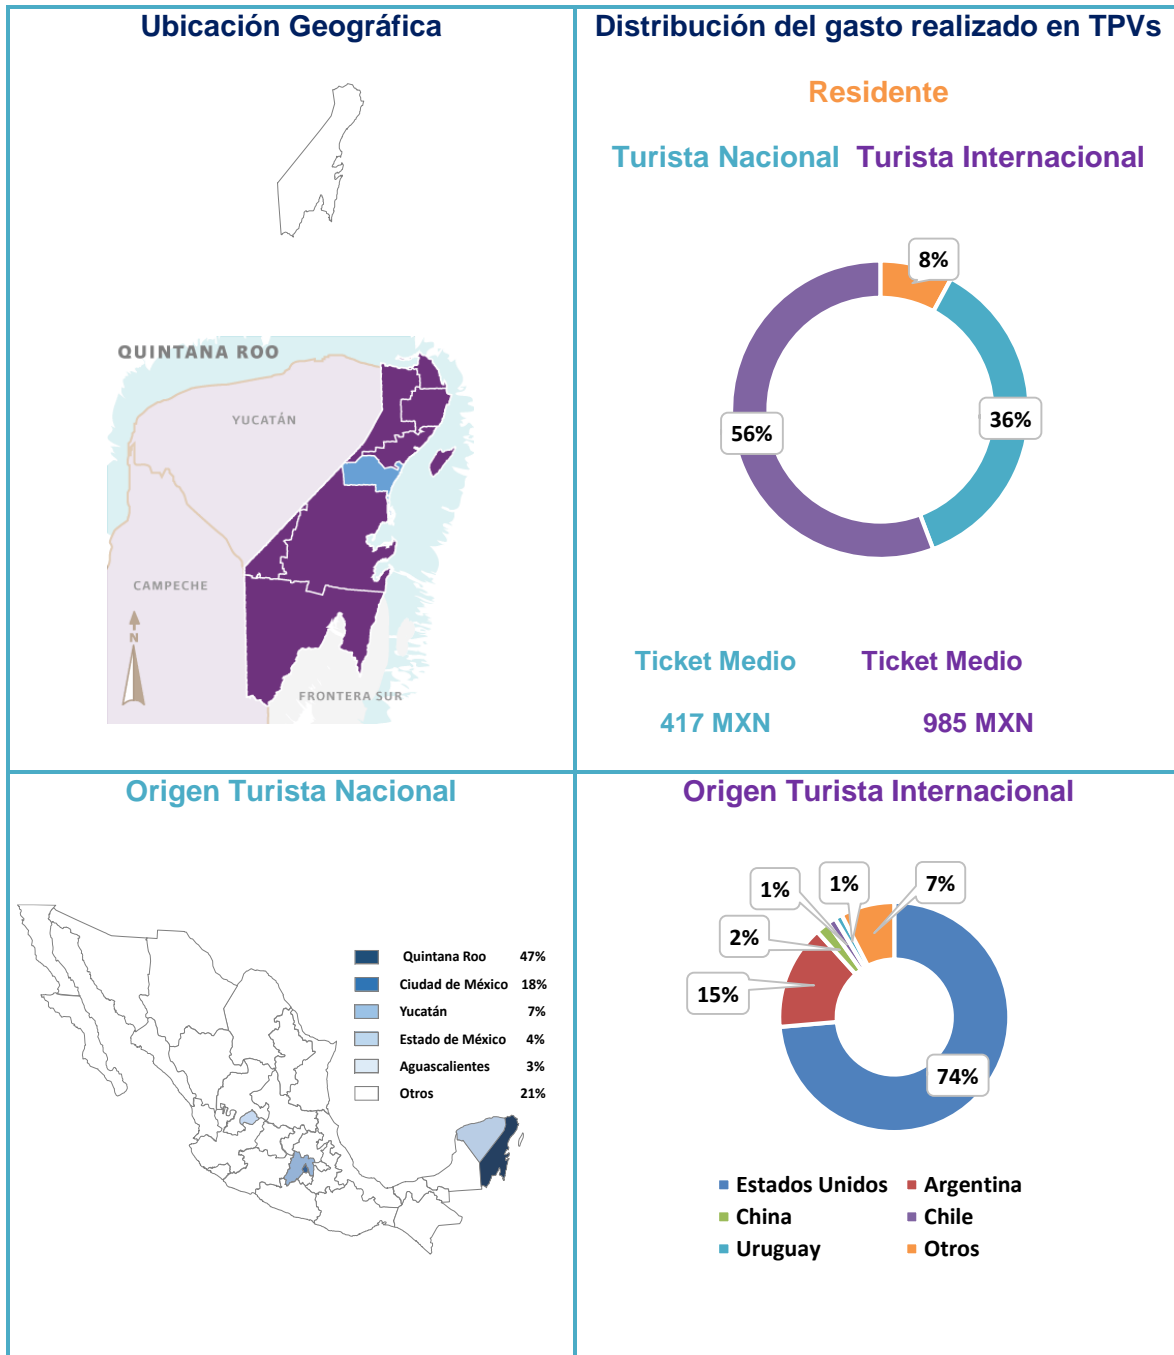 Ubicación Geográfica
QUINTANA ROO
YUCATÁN
CAMPECHE
N
FRONTERA SUR
Distribución del gasto realizado en TPVs
Residente
Turista Nacional Turista Internacional
8%
36%
56%
Ticket Medio Ticket Medio
417 MXN 985 MXN
Origen Turista Nacional
Quintana Roo 47%
Ciudad de México 18%
Yucatán 7%
Estado de México 4%
Aguascalientes 3%
Otros 21%
Origen Turista Internacional
1% 1% 7%
2%
15%
74%
Estados Unidos Argentina
China Chile
Uruguay Otros